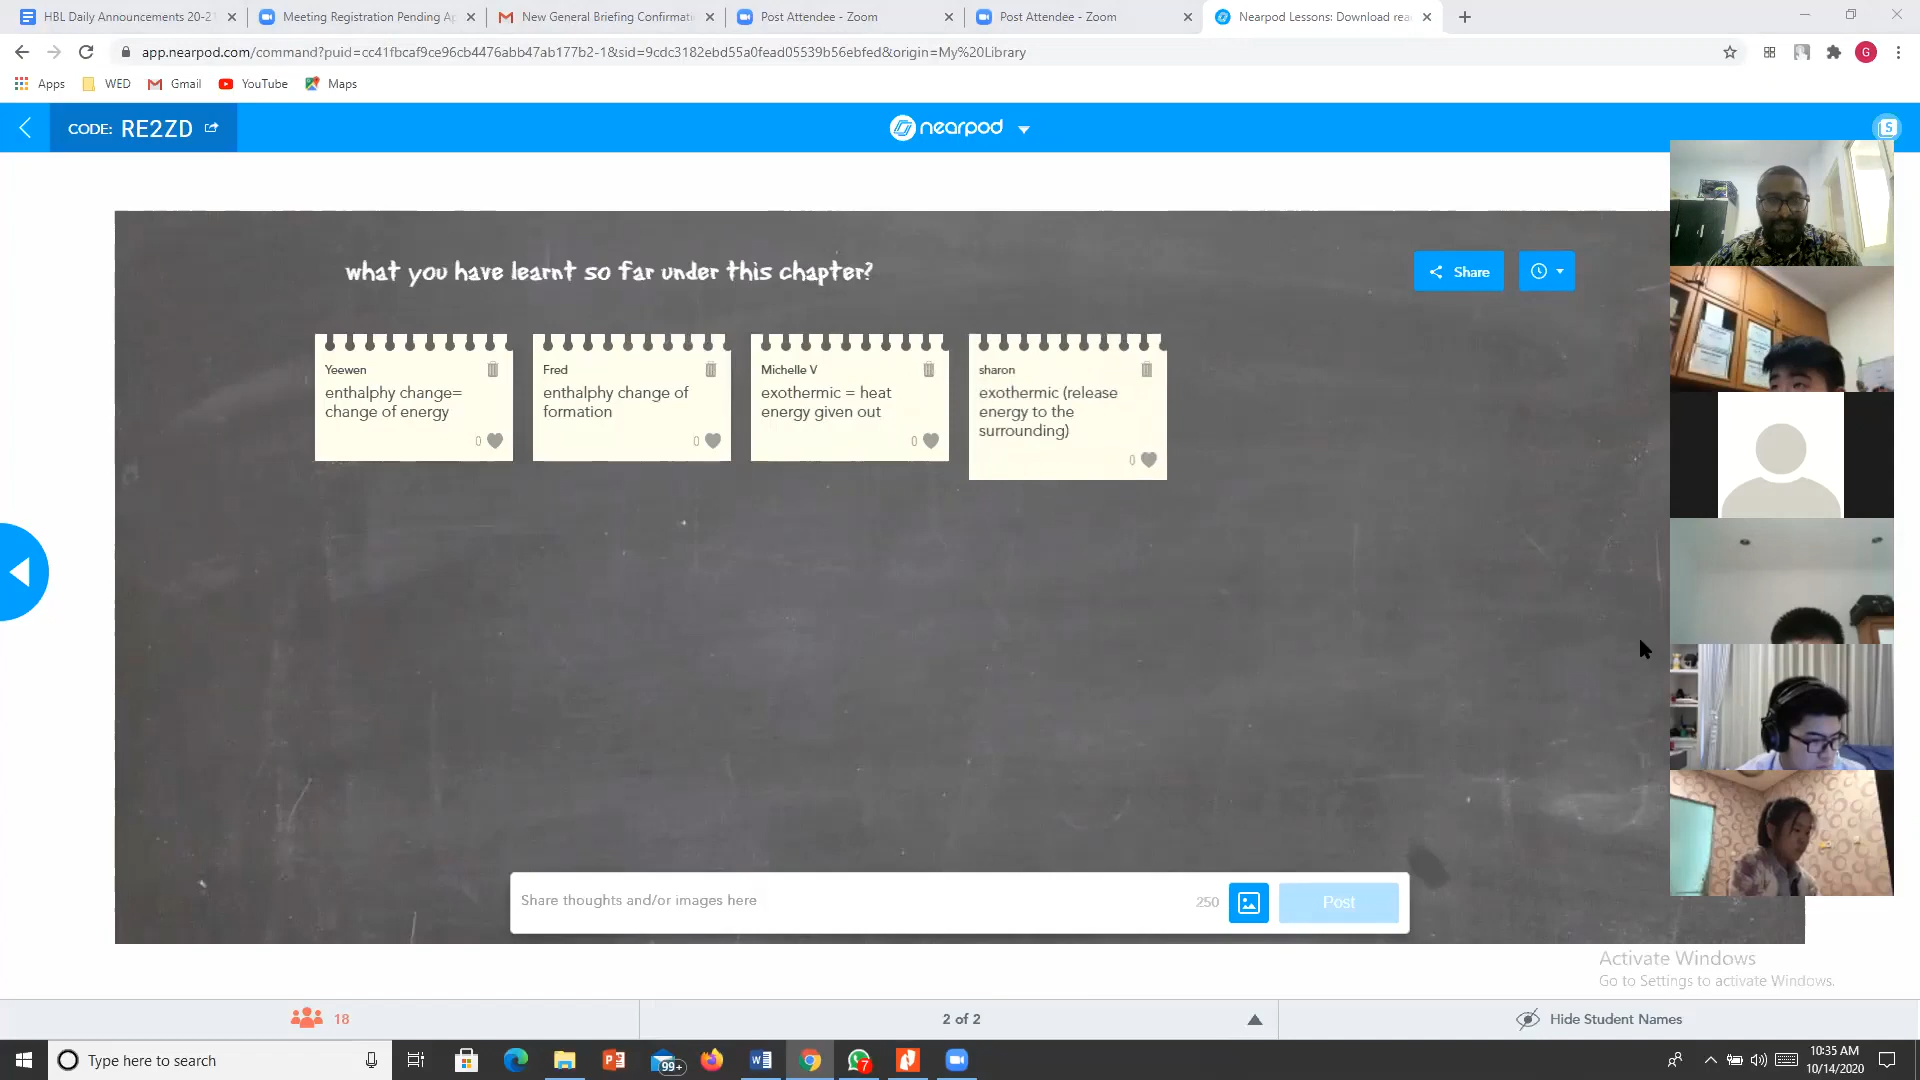 HBL Daily Announcements 20-2
Meeting Registration Pending Ap
New General Briefing Confirmati
Post Attendee - Zoom
Post Attendee - Zoom
Nearpod Lessons: Download rea
app.nearpod.com/command?puid=cc41fbcaf9ce96cb4476abb47ab177b2-1&sid=9cdc3182ebd55a0fead05539b56ebfed&origin=My%20Library
G
Apps
WED
Gmail
YouTube
Maps
CODE: RE2ZD
nearpod
S
what you have learnt so far under this chapter?
Share
Yeewen
enthalphy change=
change of energy
0
Fred
enthalphy change of
formation
0
Michelle V
exothermic = heat
energy given out
0
sharon
exothermic (release
energy to the
surrounding)
0
Share thoughts and/or images here
250
Post
Activate Windows
Go to Settings to activate Windows.
18
2 of 2
Hide Student Names
Type here to search
99+
7
10:35 AM
10/14/2020